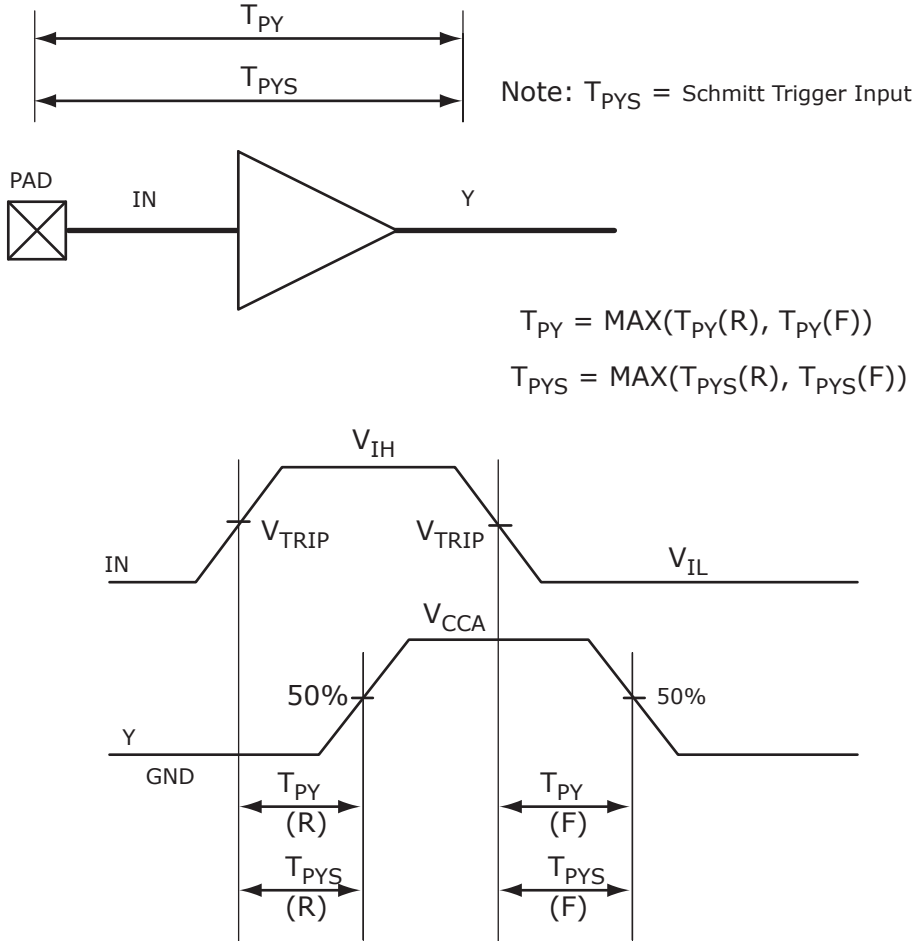 T_PY
T_PYS
Note: T_PYS = Schmitt Trigger Input
PAD
IN
Y
T_PY = MAX(T_PY(R), T_PY(F))
T_PYS = MAX(T_PYS(R), T_PYS(F))
V_IH
V_TRIP
V_TRIP
IN
V_IL
V_CCA
50%
50%
Y
GND
T_PY
(R)
T_PY
(F)
T_PYS
(R)
T_PYS
(F)